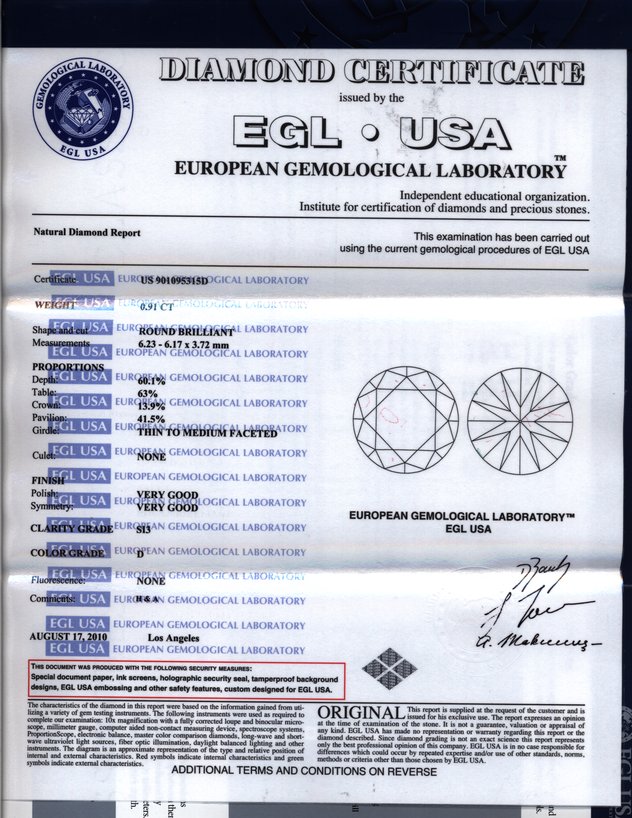 GEMOLOGICAL LABORATORY
EGL USA
DIAMOND CERTIFICATE
issued by the
EGL • USA
EUROPEAN GEMOLOGICAL LABORATORY™
Independent educational organization.
Institute for certification of diamonds and precious stones.
Natural Diamond Report
This examination has been carried out
using the current gemological procedures of EGL USA
Certificate: US 901095315D
WEIGHT 0.91 CT
Shape and cut ROUND BRILLIANT
Measurements 6.23 - 6.17 x 3.72 mm
PROPORTIONS
Depth: 60.1%
Table: 63%
Crown: 13.9%
Pavilion: 41.5%
Girdle: THIN TO MEDIUM FACETED
Culet: NONE
FINISH
Polish: VERY GOOD
Symmetry: VERY GOOD
CLARITY GRADE SI3
COLOR GRADE D
Fluorescence: NONE
Comments: H & A
EGL USA EUROPEAN GEMOLOGICAL LABORATORY
AUGUST 17, 2010 Los Angeles
EUROPEAN GEMOLOGICAL LABORATORY™
EGL USA
THIS DOCUMENT WAS PRODUCED WITH THE FOLLOWING SECURITY MEASURES:
Special document paper, ink screens, holographic security seal, tamperproof background
designs, EGL USA embossing and other safety features, custom designed for EGL USA.
The characteristics of the diamond in this report were based on the information gained from uti-
lizing a variety of gem testing instruments. The following instruments were used required to
complete our examination: 10x magnification with a fully corrected loupe and binocular micro-
scope, millimeter gauge, computer aided non-contact measuring device, spectroscope systems,
ProportionScope, electronic balance, master color comparison diamonds, long-wave and short-
wave ultraviolet light sources, fiber optic illumination, daylight balanced lighting and other
instruments. The diagram is an approximate representation of the type and relative position of
internal and external characteristics. Red symbols indicate internal characteristics and green
symbols indicate external characteristics.
ORIGINAL This report is supplied at the request of the customer and is
issued for his exclusive use. The report expresses an opinion
at the time of examination of the stone. It is not a guarantee, valuation or appraisal of
any kind. EGL USA has made no representation or warranty regarding this report or the
diamond described. Since diamond grading is not an exact science this report represents
only the best professional opinion of this company. EGL USA is in no case responsible for
differences which could occur by repeated expertise and/or use of other standards, norms,
methods or criteria other than those chosen by EGL USA.
ADDITIONAL TERMS AND CONDITIONS ON REVERSE